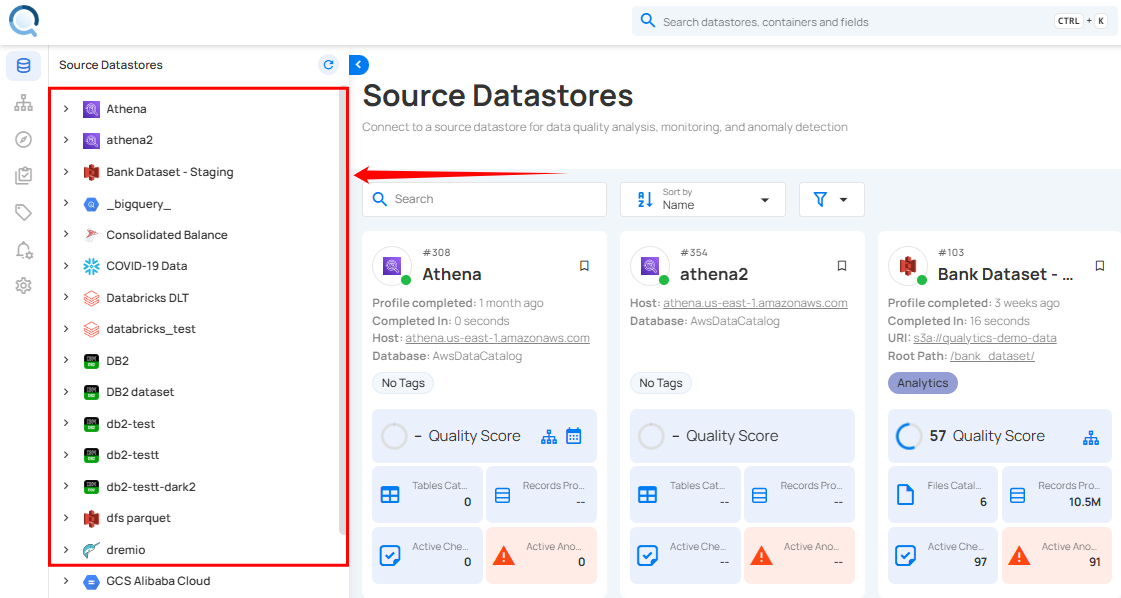 Search datastores, containers and fields
CTRL + K
Source Datastores
Athena
athena2
Bank Dataset - Staging
_bigquery_
Consolidated Balance
COVID-19 Data
Databricks DLT
databricks_test
DB2
DB2 dataset
db2-test
db2-testt
db2-testt-dark2
dfs parquet
dremio
GCS Alibaba Cloud
Source Datastores
Connect to a source datastore for data quality analysis, monitoring, and anomaly detection
Search
Sort by
Name
#308
Athena
Profile completed: 1 month ago
Completed In: 0 seconds
Host: athena.us-east-1.amazonaws.com
Database: AwsDataCatalog
No Tags
– Quality Score
Tables Cat...
0
Records Pro...
--
Active Che...
0
Active Ano...
0
#354
athena2
Host: athena.us-east-1.amazonaws.com
Database: AwsDataCatalog
No Tags
– Quality Score
Tables Cat...
--
Records Pro...
--
Active Che...
--
Active Ano...
--
#103
Bank Dataset - ...
Profile completed: 3 weeks ago
Completed In: 16 seconds
URI: s3a://qualytics-demo-data
Root Path: /bank_dataset/
Analytics
57 Quality Score
Files Catal...
6
Records Pro...
10.5M
Active Che...
97
Active Ano...
91